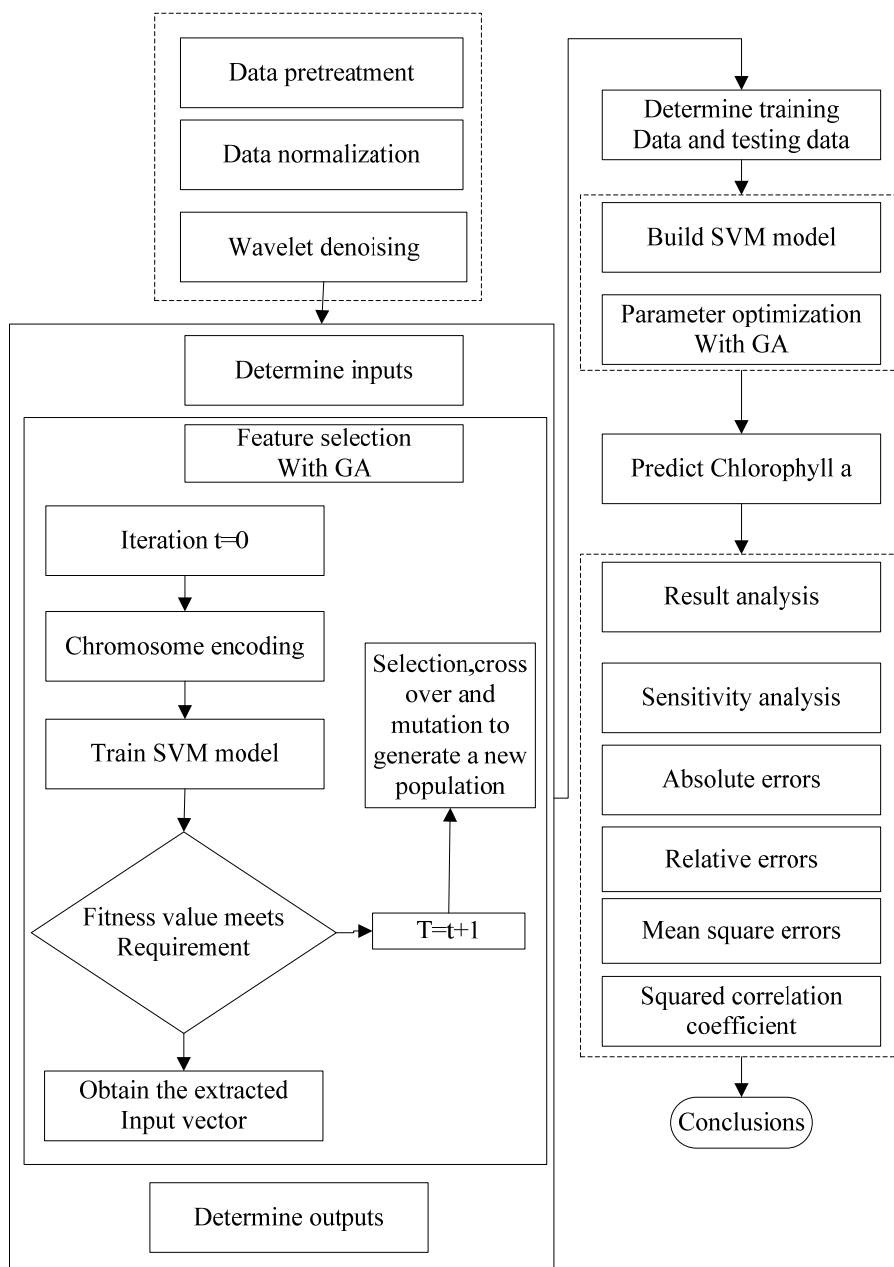 Data pretreatment
Data normalization
Wavelet denoising
Determine inputs
Feature selection
With GA
Iteration t=0
Chromosome encoding
Train SVM model
Fitness value meets
Requirement
T=t+1
Selection,cross
over and
mutation to
generate a new
population
Obtain the extracted
Input vector
Determine outputs
Determine training
Data and testing data
Build SVM model
Parameter optimization
With GA
Predict Chlorophyll a
Result analysis
Sensitivity analysis
Absolute errors
Relative errors
Mean square errors
Squared correlation
coefficient
Conclusions